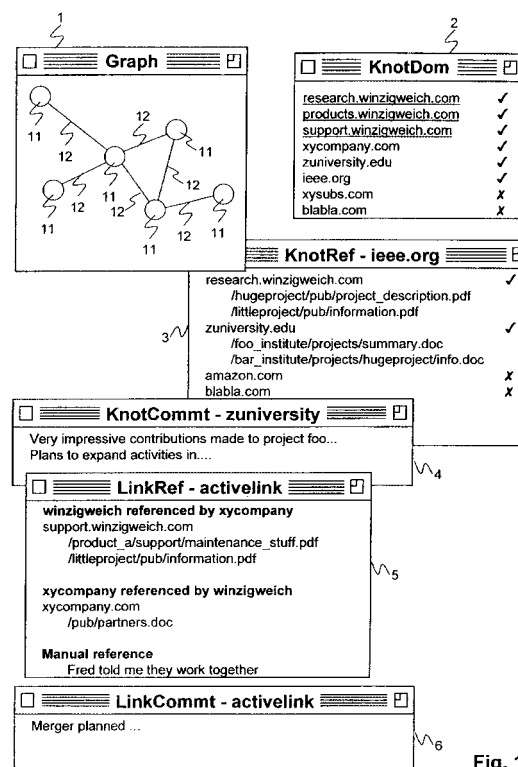 1
2
Graph
KnotDom
research.winzigweich.com ✓
products.winzigweich.com ✓
support.winzigweich.com ✓
xycompany.com ✓
zuniversity.edu ✓
ieee.org ✓
xysubs.com ✗
blabla.com ✗
11
12
12
11
12
11
12
11
12
11
12
11
KnotRef - ieee.org
research.winzigweich.com ✓
/hugeproject/pub/project_description.pdf
/littleproject/pub/information.pdf
zuniversity.edu ✓
/foo_institute/projects/summary.doc
/bar_institute/projects/hugeproject/info.doc
amazon.com ✗
blabla.com ✗
3
KnotCommt - zuniversity
Very impressive contributions made to project foo...
Plans to expand activities in....
4
LinkRef - activelink
winzigweich referenced by xycompany
support.winzigweich.com
/product_a/support/maintenance_stuff.pdf
/littleproject/pub/information.pdf
xycompany referenced by winzigweich
xycompany.com
/pub/partners.doc
Manual reference
Fred told me they work together
5
LinkCommt - activelink
Merger planned ...
6
Fig. 1